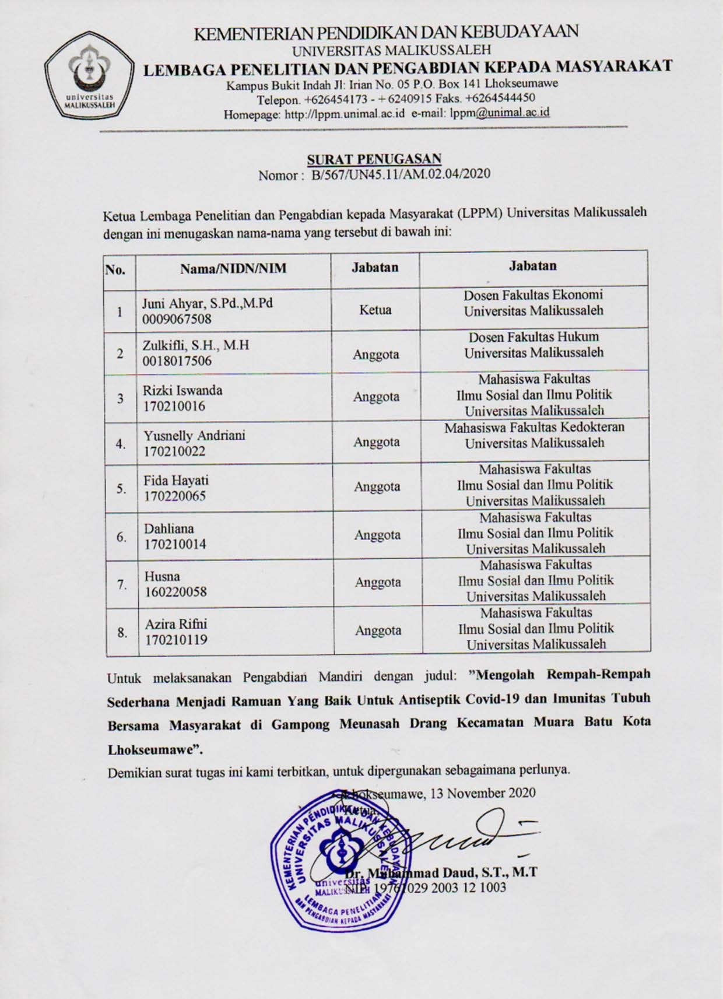 universitas
MALIKUSSALEH
KEMENTERIAN PENDIDIKAN DAN KEBUDAYAAN
UNIVERSITAS MALIKUSSALEH
LEMBAGA PENELITIAN DAN PENGABDIAN KEPADA MASYARAKAT
Kampus Bukit Indah Jl: Irian No. 05 P.O. Box 141 Lhokseumawe
Telepon. +626454173 - +6240915 Faks. +6264544450
Homepage: http://lppm.unimal.ac.id e-mail: lppm@unimal.ac.id
SURAT PENUGASAN
Nomor : B/567/UN45.11/AM.02.04/2020
Ketua Lembaga Penelitian dan Pengabdian kepada Masyarakat (LPPM) Universitas Malikussaleh
dengan ini menugaskan nama-nama yang tersebut di bawah ini:
No. Nama/NIDN/NIM Jabatan Jabatan
1 Juni Ahyar, S.Pd.,M.Pd
0009067508
Ketua
Dosen Fakultas Ekonomi
Universitas Malikussaleh
2 Zulkifli, S.H., M.H
0018017506
Anggota
Dosen Fakultas Hukum
Universitas Malikussaleh
3 Rizki Iswanda
170210016
Anggota
Mahasiswa Fakultas
Ilmu Sosial dan Ilmu Politik
Universitas Malikussaleh
4. Yusnelly Andriani
170210022
Anggota
Mahasiswa Fakultas Kedokteran
Universitas Malikussaleh
5. Fida Hayati
170220065
Anggota
Mahasiswa Fakultas
Ilmu Sosial dan Ilmu Politik
Universitas Malikussaleh
6. Dahliana
170210014
Anggota
Mahasiswa Fakultas
Ilmu Sosial dan Ilmu Politik
Universitas Malikussaleh
7. Husna
160220058
Anggota
Mahasiswa Fakultas
Ilmu Sosial dan Ilmu Politik
Universitas Malikussaleh
8. Azira Rifni
170210119
Anggota
Mahasiswa Fakultas
Ilmu Sosial dan Ilmu Politik
Universitas Malikussaleh
Untuk melaksanakan Pengabdian Mandiri dengan judul: ”Mengolah Rempah-Rempah
Sederhana Menjadi Ramuan Yang Baik Untuk Antiseptik Covid-19 dan Imunitas Tubuh
Bersama Masyarakat di Gampong Meunasah Drang Kecamatan Muara Batu Kota
Lhokseumawe”.
Demikian surat tugas ini kami terbitkan, untuk dipergunakan sebagaimana perlunya.
Lhokseumawe, 13 November 2020
Ketua,
Dr. Muhammad Daud, S.T., M.T
NIP. 19761029 2003 12 1003
KEMENTERIAN PENDIDIKAN DAN KEBUDAYAAN
UNIVERSITAS MALIKUSSALEH
universitas
MALIKUSSALEH
LEMBAGA PENELITIAN
DAN PENGABDIAN KEPADA MASYARAKAT